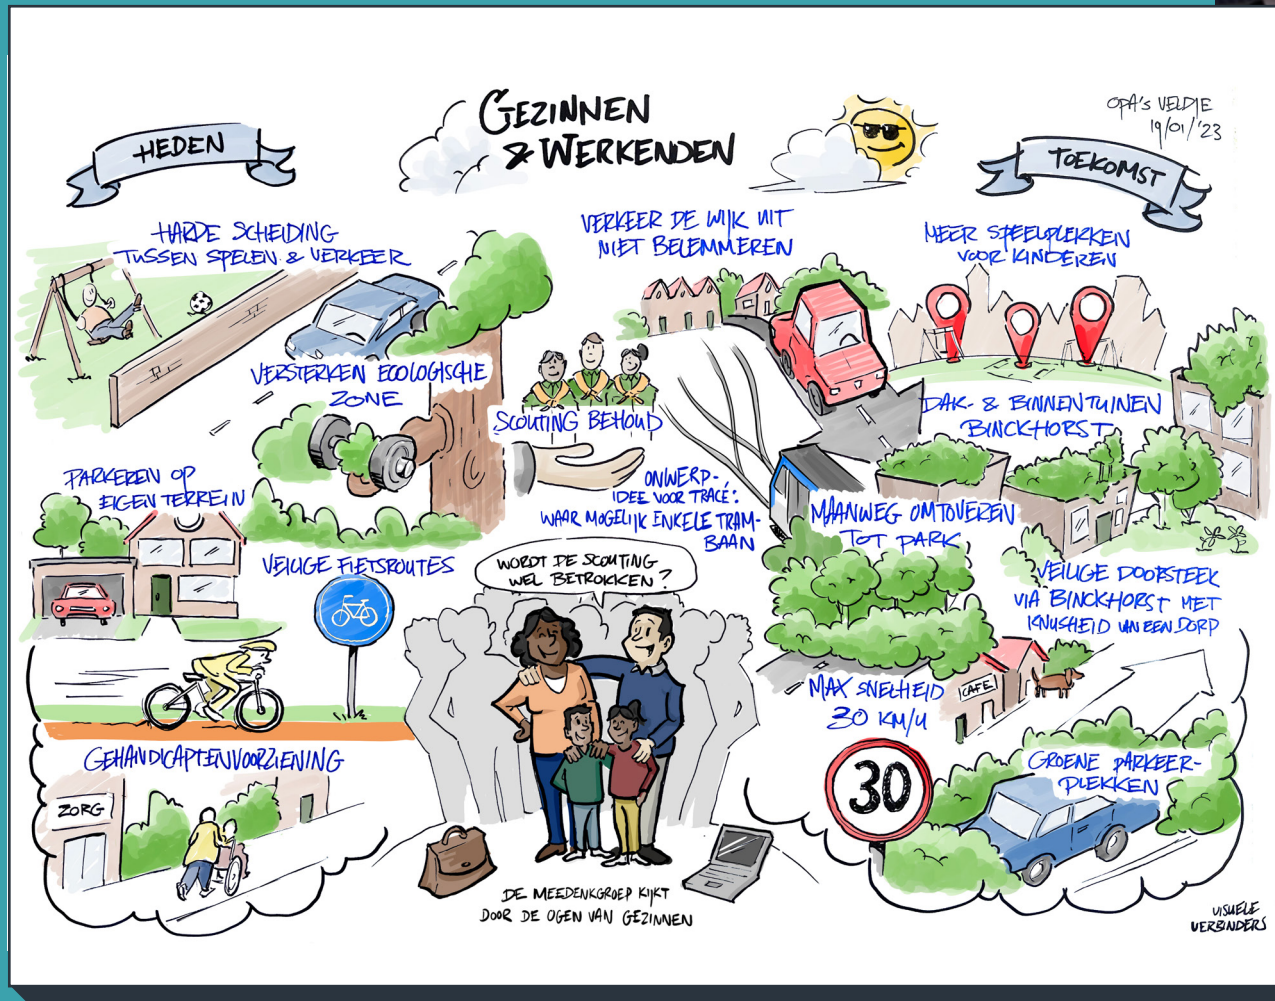 GEZINNEN
& WERKENDEN
OPA's VELDJE
19/01/'23
HEDEN
TOEKOMST
HARDE SCHEIDING
TUSSEN SPELEN & VERKEER
VERKEER DE WIJK UIT
NIET BELEMMEREN
MEER SPEELPLEKKEN
VOOR KINDEREN
VERSTERKEN ECOLOGISCHE
ZONE
SCOUTING BEHOUD
DAK- & BINNENTUINEN
BINCKHORST
PARKEREN OP
EIGEN TERREIN
ONWERP-
IDEE VOOR TRACÉ:
WAAR MOGELIJK ENKELE TRAM-
BAAN
MAANWEG OMTOVEREN
TOT PARK
VEILIGE FIETSROUTES
WORDT DE SCOUTING
WEL BETROKKEN?
VEILIGE DOORSTEEK
VIA BINCKHORST MET
KNUSHEID VAN EEN DORP
MAX SNELHEID
30 KM/U
CAFE
GEHANDICAPTENVOORZIENING
ZORG
30
GROENE PARKEER-
PLEKKEN
DE MEEDENKGROEP KIJKT
DOOR DE OGEN VAN GEZINNEN
VISUELE
VERBINDERS